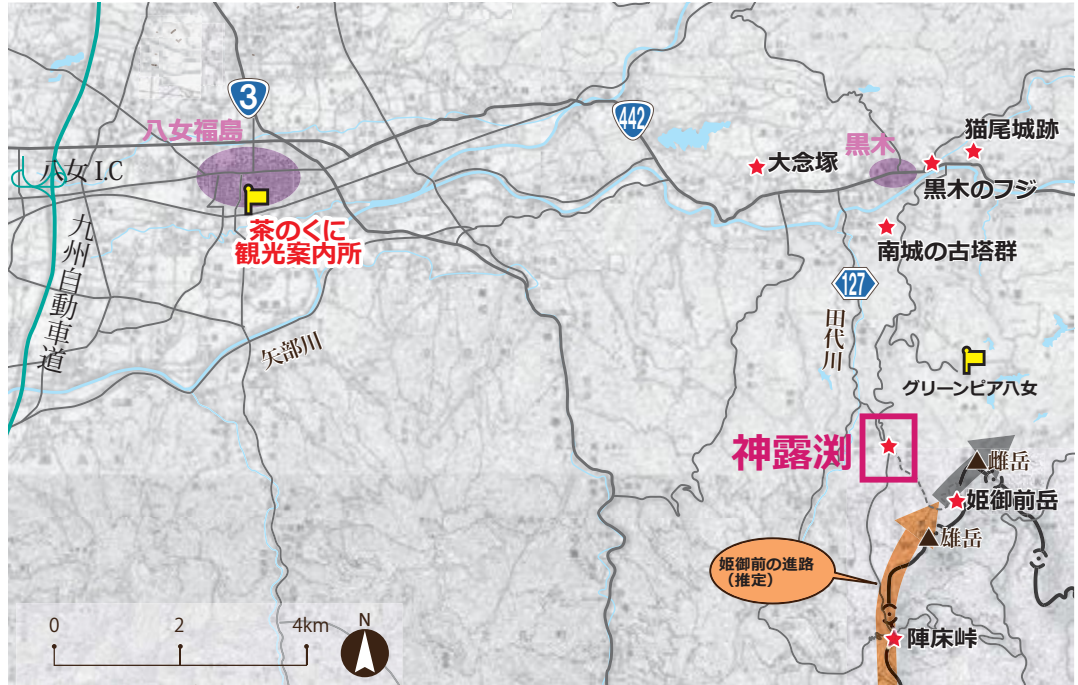 3
八女福島
442
猫尾城跡
黒木
大念塚
八女 I.C
黒木のフジ
茶のくに
観光案内所
南城の古塔群
九州自動車道
127
田代川
矢部川
グリーンピア八女
神露渕
雌岳
姫御前岳
雄岳
姫御前の進路
（推定）
0 2 4km
N
陣床峠